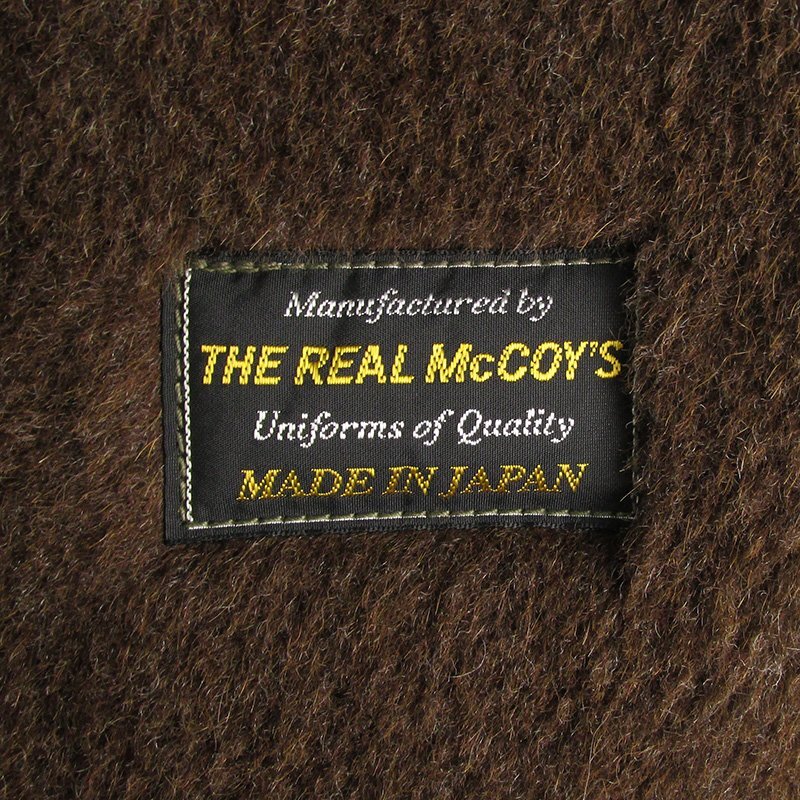 Manufactured by
THE REAL McCOY'S
Uniforms of Quality
MADE IN JAPAN